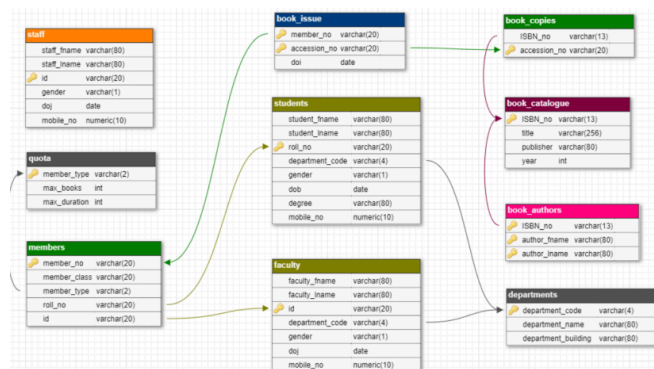 staff
staff_fname varchar(80)
staff_lname varchar(80)
id varchar(20)
gender varchar(1)
doj date
mobile_no numeric(10)
quota
member_type varchar(2)
max_books int
max_duration int
members
member_no varchar(20)
member_class varchar(20)
member_type varchar(2)
roll_no varchar(20)
id varchar(20)
book_issue
member_no varchar(20)
accession_no varchar(20)
doi date
students
student_fname varchar(80)
student_lname varchar(80)
roll_no varchar(20)
department_code varchar(4)
gender varchar(1)
dob date
degree varchar(80)
mobile_no numeric(10)
faculty
faculty_fname varchar(80)
faculty_lname varchar(80)
id varchar(20)
department_code varchar(4)
gender varchar(1)
doj date
mobile_no numeric(10)
book_copies
ISBN_no varchar(13)
accession_no varchar(20)
book_catalogue
ISBN_no varchar(13)
title varchar(256)
publisher varchar(80)
year int
book_authors
ISBN_no varchar(13)
author_fname varchar(80)
author_lname varchar(80)
departments
department_code varchar(4)
department_name varchar(80)
department_building varchar(80)